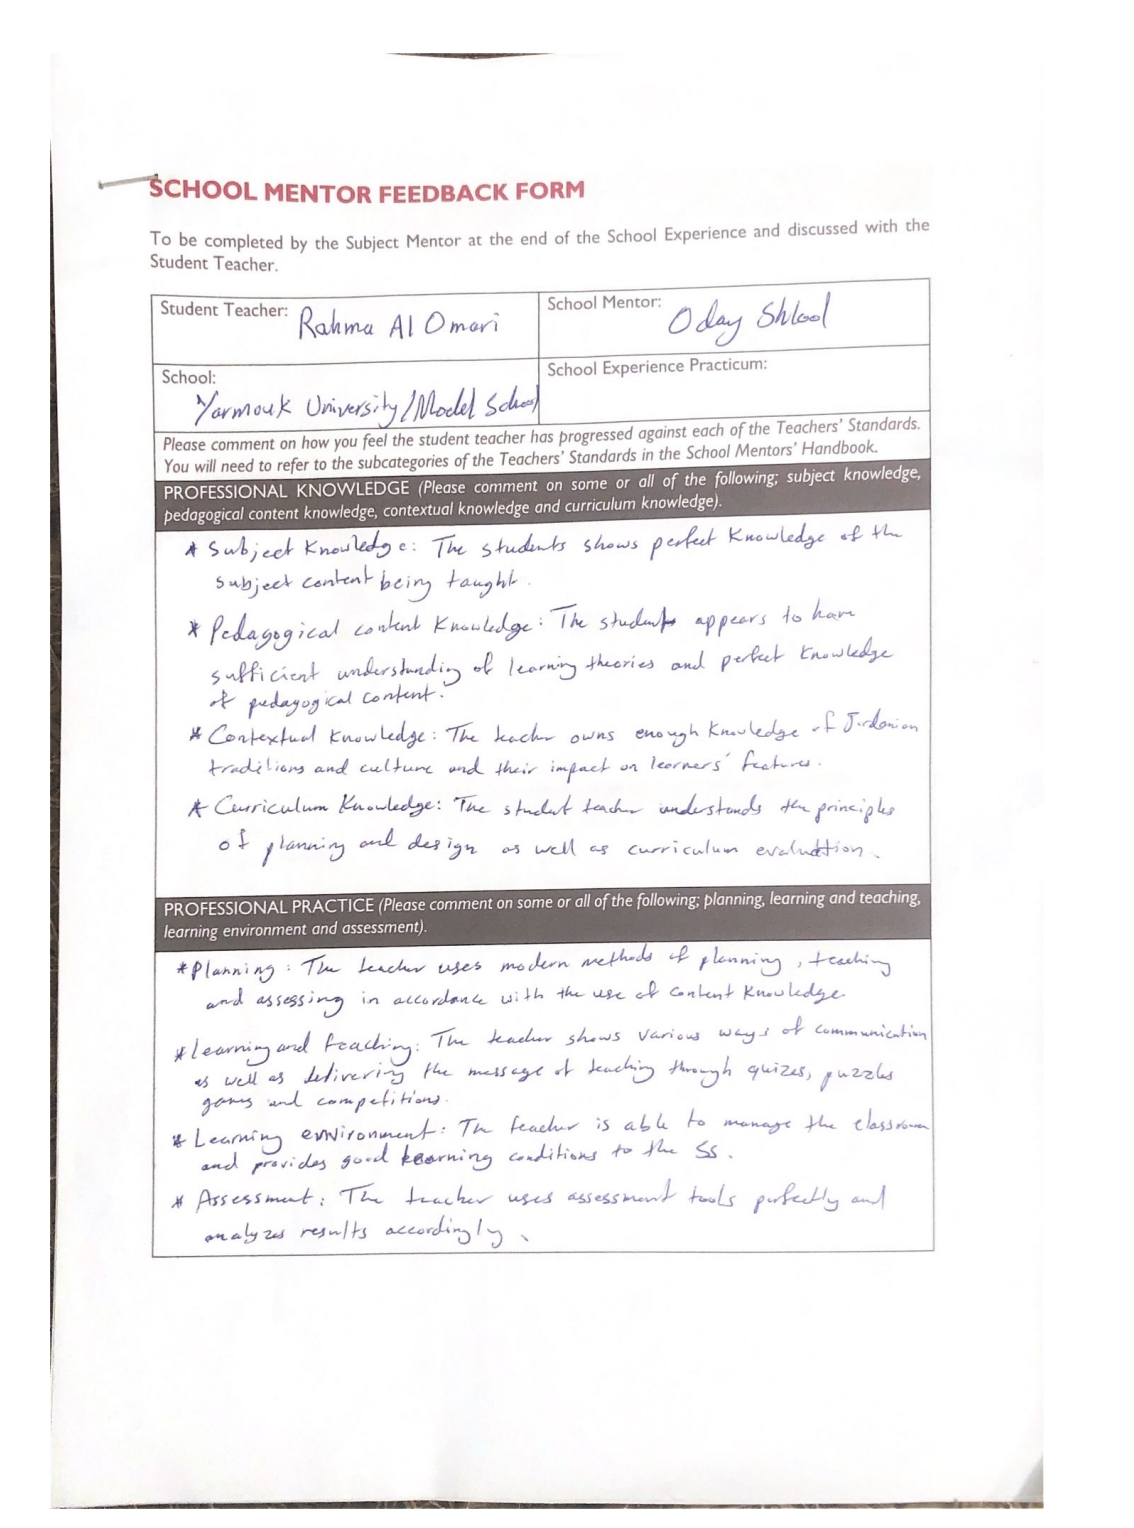 SCHOOL MENTOR FEEDBACK FORM
To be completed by the Subject Mentor at the end of the School Experience and discussed with the
Student Teacher.
Student Teacher: Rahma Al Omari
School Mentor: Oday Shlool
School:
Yarmouk University/Model School
School Experience Practicum:
Please comment on how you feel the student teacher has progressed against each of the Teachers' Standards.
You will need to refer to the subcategories of the Teachers' Standards in the School Mentors' Handbook.
PROFESSIONAL KNOWLEDGE (Please comment on some or all of the following; subject knowledge,
pedagogical content knowledge, contextual knowledge and curriculum knowledge).
* Subject Knowledge: The students shows perfect Knowledge of the
subject content being taught.
* Pedagogical content Knowledge: The students appears to have
sufficient understanding of learning theories and perfect Knowledge
of pedagogical content.
* Contextual Knowledge: The teacher owns enough Knowledge of Jordanian
traditions and culture and their impact on learners' features.
* Curriculum Knowledge: The student teacher understands the principles
of planning and design as well as curriculum evaluation.
PROFESSIONAL PRACTICE (Please comment on some or all of the following; planning, learning and teaching,
learning environment and assessment).
* Planning: The teacher uses modern methods of planning, teaching
and assessing in accordance with the use of content Knowledge.
* Learning and teaching: The teacher shows various ways of communication
as well as delivering the message of teaching through quizes, puzzles
games and competitions.
* Learning environment: The teacher is able to manage the classroom
and provides good learning conditions to the Ss.
* Assessment: The teacher uses assessment tools perfectly and
analyzes results accordingly.